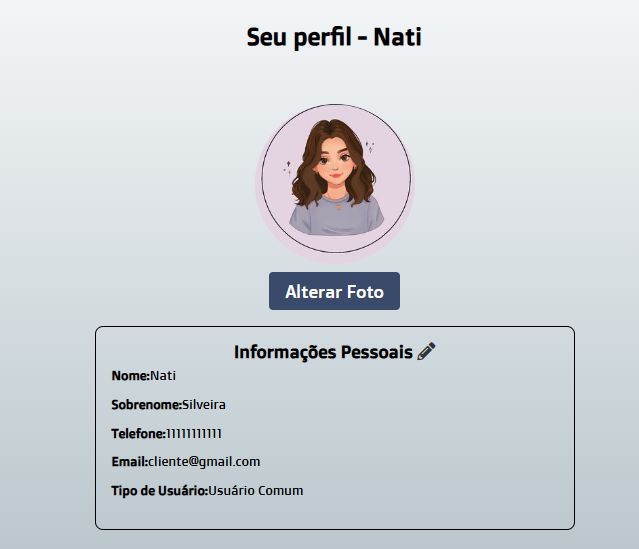 Seu perfil - Nati
Alterar Foto
Informações Pessoais
Nome:Nati
Sobrenome:Silveira
Telefone:11111111111
Email:cliente@gmail.com
Tipo de Usuário:Usuário Comum